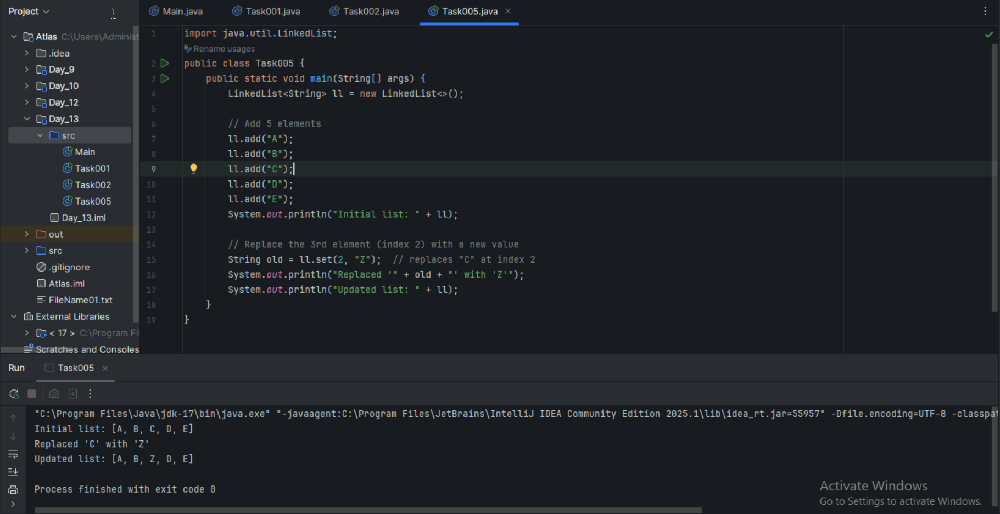 Project
Main.java
Task001.java
Task002.java
Task005.java
Atlas C:\Users\Administ
.idea
Day_9
Day_10
Day_12
Day_13
src
Main
Task001
Task002
Task005
Day_13.iml
out
src
.gitignore
Atlas.iml
FileName01.txt
External Libraries
< 17 > C:\Program Fil
Scratches and Consoles
1 import java.util.LinkedList;
Rename usages
2 public class Task005 {
3 public static void main(String[] args) {
4 LinkedList<String> ll = new LinkedList<>();
5
6 // Add 5 elements
7 ll.add("A");
8 ll.add("B");
9 ll.add("C");
10 ll.add("D");
11 ll.add("E");
12 System.out.println("Initial list: " + ll);
13
14 // Replace the 3rd element (index 2) with a new value
15 String old = ll.set(2, "Z"); // replaces "C" at index 2
16 System.out.println("Replaced '" + old + "' with 'Z'");
17 System.out.println("Updated list: " + ll);
18 }
19 }
Run Task005
"C:\Program Files\Java\jdk-17\bin\java.exe" "-javaagent:C:\Program Files\JetBrains\IntelliJ IDEA Community Edition 2025.1\lib\idea_rt.jar=55957" -Dfile.encoding=UTF-8 -classpat
Initial list: [A, B, C, D, E]
Replaced 'C' with 'Z'
Updated list: [A, B, Z, D, E]
Process finished with exit code 0
Activate Windows
Go to Settings to activate Windows.